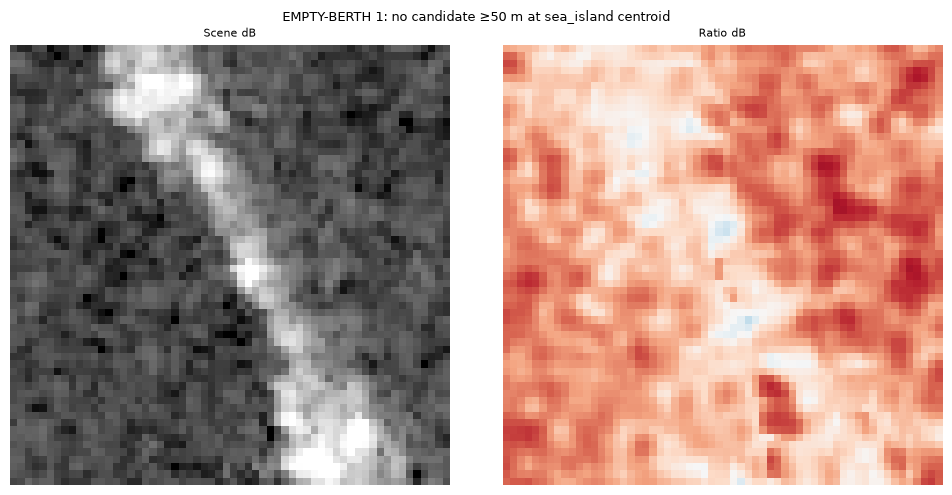 EMPTY-BERTH 1: no candidate ≥50 m at sea_island centroid
Scene dB
Ratio dB